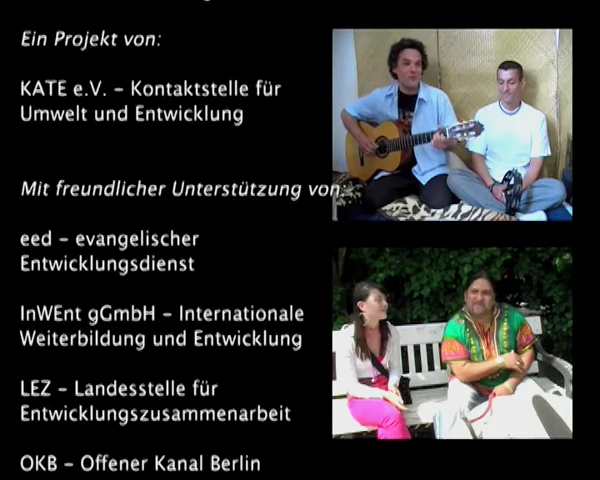 Ein Projekt von:
KATE e.V. – Kontaktstelle für
Umwelt und Entwicklung
Mit freundlicher Unterstützung von:
eed – evangelischer
Entwicklungsdienst
InWEnt gGmbH – Internationale
Weiterbildung und Entwicklung
LEZ – Landesstelle für
Entwicklungszusammenarbeit
OKB – Offener Kanal Berlin